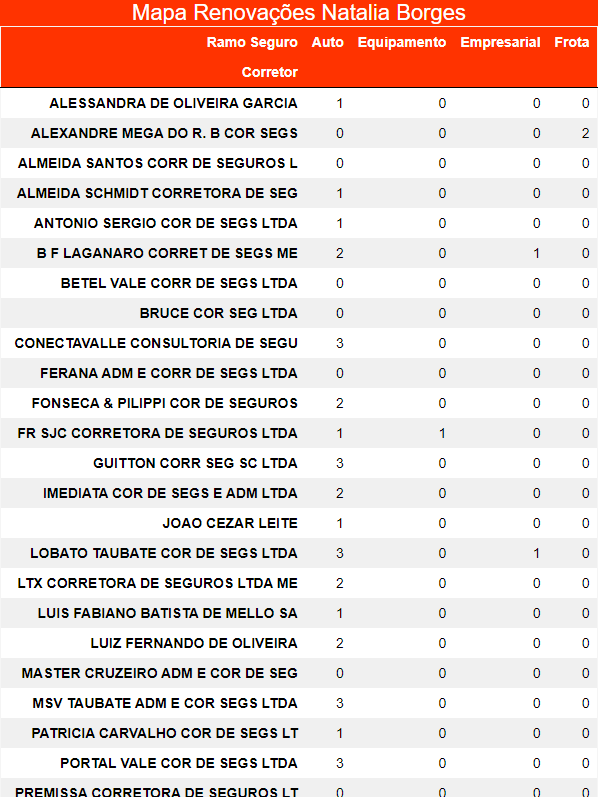 Mapa Renovações Natalia Borges
Ramo Seguro Auto Equipamento Empresarial Frota
Corretor
ALESSANDRA DE OLIVEIRA GARCIA 1 0 0 0
ALEXANDRE MEGA DO R. B COR SEGS 0 0 0 2
ALMEIDA SANTOS CORR DE SEGUROS L 0 0 0 0
ALMEIDA SCHMIDT CORRETORA DE SEG 1 0 0 0
ANTONIO SERGIO COR DE SEGS LTDA 1 0 0 0
B F LAGANARO CORRET DE SEGS ME 2 0 1 0
BETEL VALE CORR DE SEGS LTDA 0 0 0 0
BRUCE COR SEG LTDA 0 0 0 0
CONECTAVALLE CONSULTORIA DE SEGU 3 0 0 0
FERANA ADM E CORR DE SEGS LTDA 0 0 0 0
FONSECA & PILIPPI COR DE SEGUROS 2 0 0 0
FR SJC CORRETORA DE SEGUROS LTDA 1 1 0 0
GUITTON CORR SEG SC LTDA 3 0 0 0
IMEDIATA COR DE SEGS E ADM LTDA 2 0 0 0
JOAO CEZAR LEITE 1 0 0 0
LOBATO TAUBATE COR DE SEGS LTDA 3 0 1 0
LTX CORRETORA DE SEGUROS LTDA ME 2 0 0 0
LUIS FABIANO BATISTA DE MELLO SA 1 0 0 0
LUIZ FERNANDO DE OLIVEIRA 2 0 0 0
MASTER CRUZEIRO ADM E COR DE SEG 0 0 0 0
MSV TAUBATE ADM E COR SEGS LTDA 3 0 0 0
PATRICIA CARVALHO COR DE SEGS LT 1 0 0 0
PORTAL VALE COR DE SEGS LTDA 3 0 0 0
PREMISSA CORRETORA DE SEGUROS LT 0 0 0 0